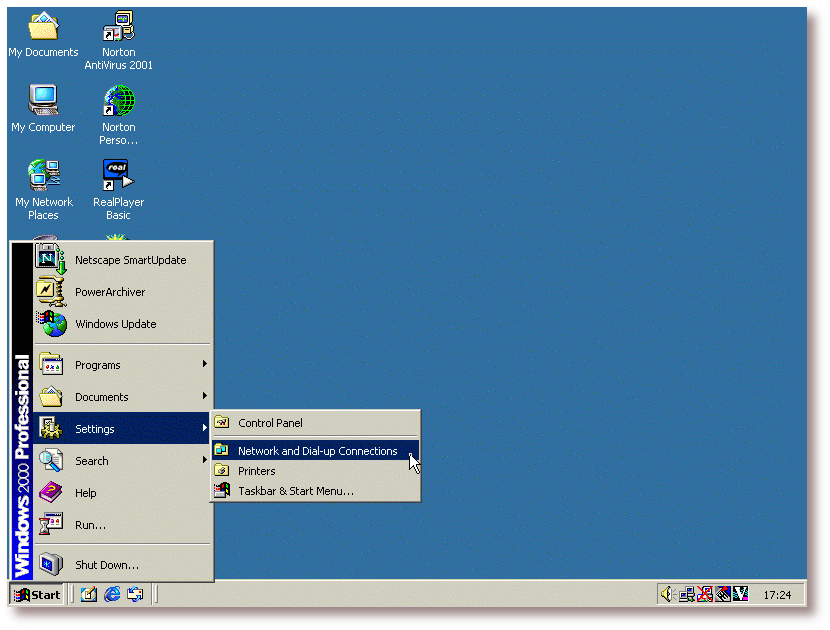 My Documents
Norton
AntiVirus 2001
My Computer
Norton
Perso...
My Network
Places
real
RealPlayer
Basic
N
Netscape SmartUpdate
PowerArchiver
Windows Update
Programs
Documents
Settings
Search
Help
Run...
Shut Down...
Windows 2000 Professional
Control Panel
Network and Dial-up Connections
Printers
Taskbar & Start Menu...
Start
V
17:24